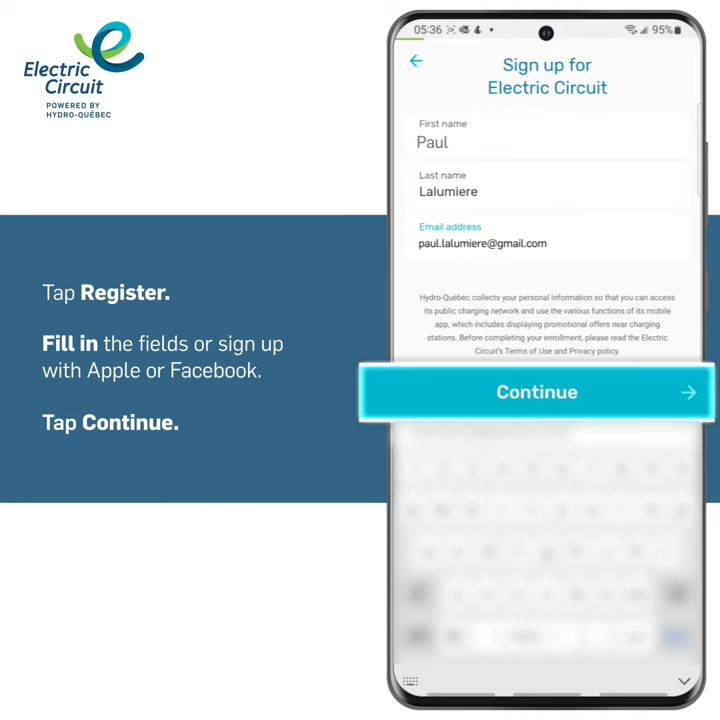 Electric
Circuit
POWERED BY
HYDRO-QUÉBEC
Tap Register.
Fill in the fields or sign up
with Apple or Facebook.
Tap Continue.
05:36
95%
Sign up for
Electric Circuit
First name
Paul
Last name
Lalumiere
Email address
paul.lalumiere@gmail.com
Hydro-Québec collects your personal information so that you can access
its public charging network and use the various functions of its mobile
app, which includes displaying promotional offers near charging
stations. Before completing your enrollment, please read the Electric
Circuit's Terms of Use and Privacy policy.
Continue